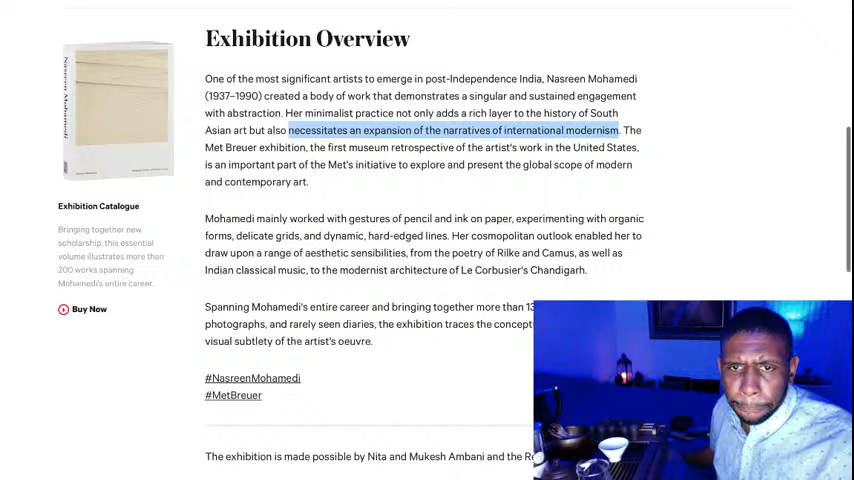 Exhibition Overview
One of the most significant artists to emerge in post-Independence India, Nasreen Mohamedi
(1937–1990) created a body of work that demonstrates a singular and sustained engagement
with abstraction. Her minimalist practice not only adds a rich layer to the history of South
Asian art but also necessitates an expansion of the narratives of international modernism. The
Met Breuer exhibition, the first museum retrospective of the artist's work in the United States,
is an important part of the Met's initiative to explore and present the global scope of modern
and contemporary art.
Mohamedi mainly worked with gestures of pencil and ink on paper, experimenting with organic
forms, delicate grids, and dynamic, hard-edged lines. Her cosmopolitan outlook enabled her to
draw upon a range of aesthetic sensibilities, from the poetry of Rilke and Camus, as well as
Indian classical music, to the modernist architecture of Le Corbusier's Chandigarh.
Spanning Mohamedi's entire career and bringing together more than 13
photographs, and rarely seen diaries, the exhibition traces the concept
visual subtlety of the artist's oeuvre.
#NasreenMohamedi
#MetBreuer
The exhibition is made possible by Nita and Mukesh Ambani and the Re
Nasreen Mohamedi
Exhibition Catalogue
Bringing together new
scholarship, this essential
volume illustrates more than
200 works spanning
Mohamedi's entire career.
Buy Now